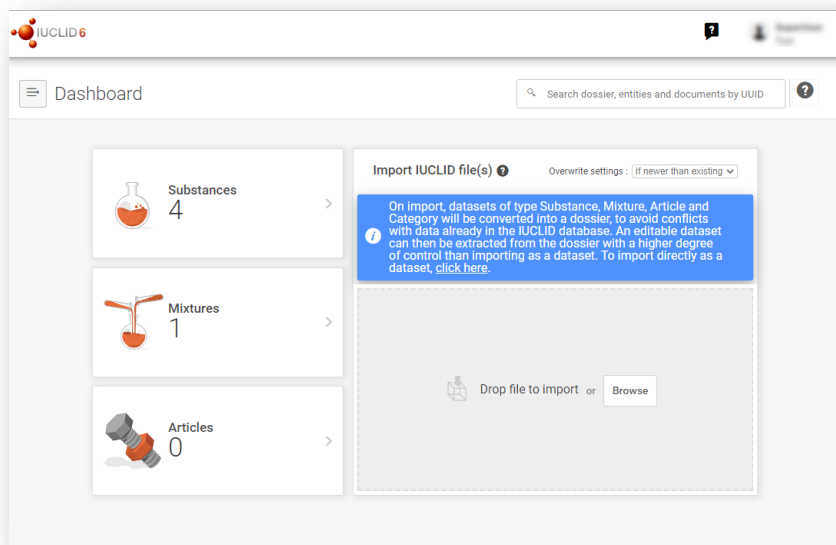 IUCLID 6
?
Dashboard
Search dossier, entities and documents by UUID
?
Substances
4
Mixtures
1
Articles
0
Import IUCLID file(s) ?
Overwrite settings : If newer than existing
i
On import, datasets of type Substance, Mixture, Article and
Category will be converted into a dossier, to avoid conflicts
with data already in the IUCLID database. An editable dataset
can then be extracted from the dossier with a higher degree
of control than importing as a dataset. To import directly as a
dataset, click here.
Drop file to import or Browse